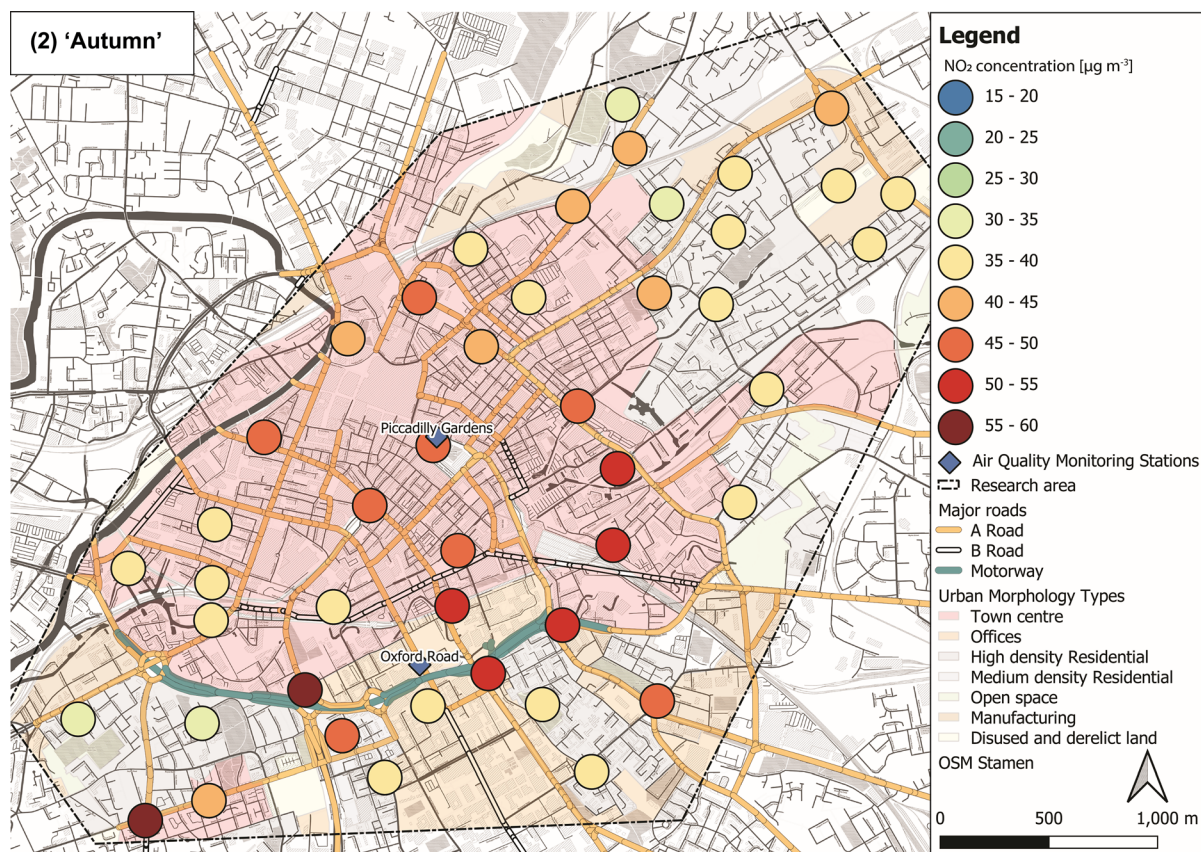 (2) ‘Autumn’
Piccadilly Gardens
Oxford Road
Legend
NO₂ concentration [µg m⁻³]
15 - 20
20 - 25
25 - 30
30 - 35
35 - 40
40 - 45
45 - 50
50 - 55
55 - 60
Air Quality Monitoring Stations
Research area
Major roads
A Road
B Road
Motorway
Urban Morphology Types
Town centre
Offices
High density Residential
Medium density Residential
Open space
Manufacturing
Disused and derelict land
OSM Stamen
0 500 1,000 m